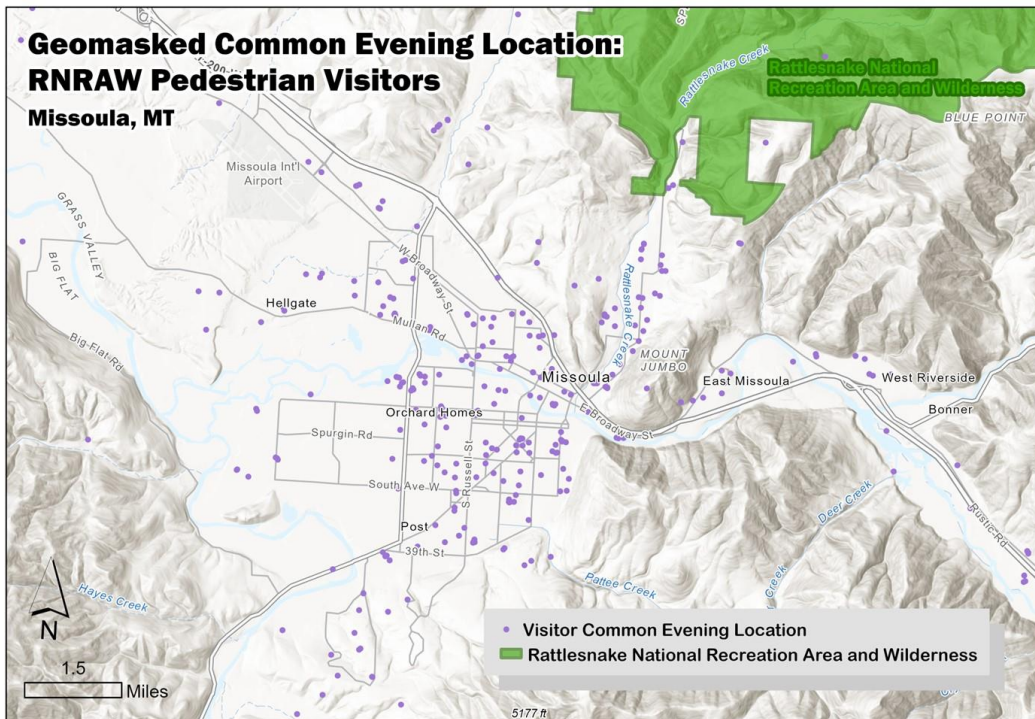 Geomasked Common Evening Location:
RNRAW Pedestrian Visitors
Missoula, MT
Rattlesnake Creek
Rattlesnake National
Recreation Area and Wilderness
BLUE POINT
Missoula Int'l
Airport
GRASS VALLEY
BIG FLAT
W Broadway St
Hellgate
Mullan Rd
Big Flat Rd
Rattlesnake Creek
MOUNT
JUMBO
Missoula
East Missoula
West Riverside
Bonner
Orchard Homes
E Broadway St
Spurgin Rd
S Russell St
South Ave W
Post
39th St
Deer Creek
Rustic Rd
Pattee Creek
Creek
Hayes Creek
N
1.5
Miles
Visitor Common Evening Location
Rattlesnake National Recreation Area and Wilderness
5177 ft